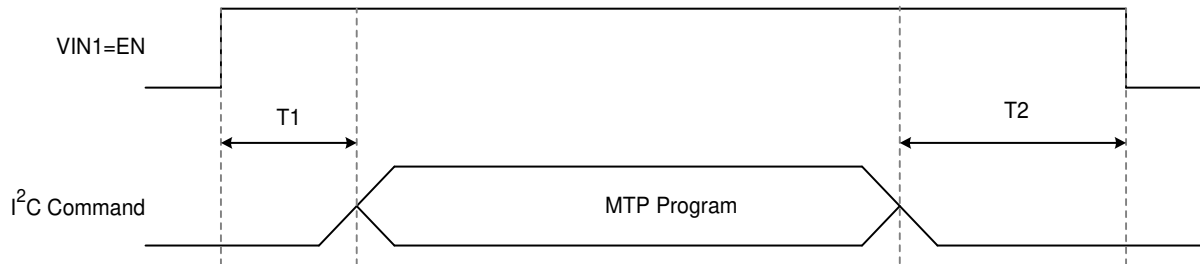 VIN1=EN
T1
T2
I²C Command
MTP Program